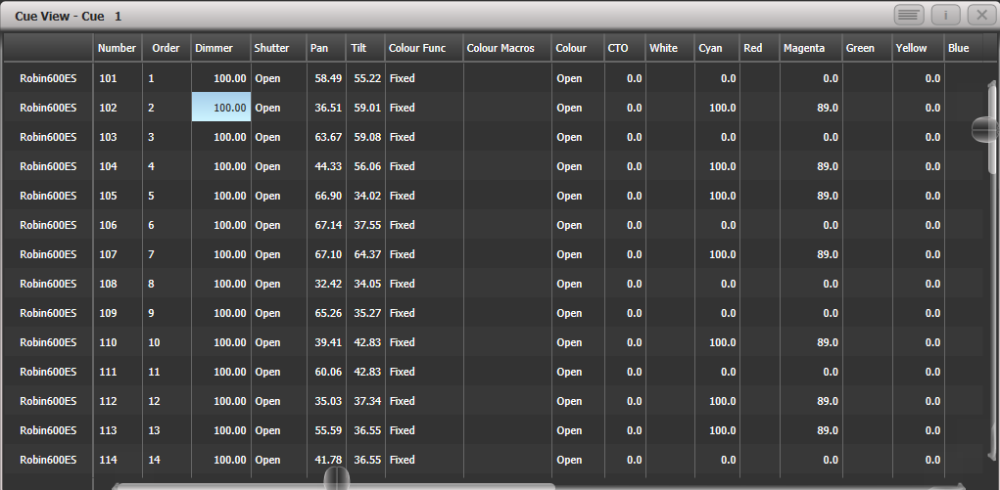 Cue View - Cue 1
Number Order Dimmer Shutter Pan Tilt Colour Func Colour Macros Colour CTO White Cyan Red Magenta Green Yellow Blue
Robin600ES 101 1 100.00 Open 58.49 55.22 Fixed Open 0.0 0.0 0.0 0.0
Robin600ES 102 2 100.00 Open 36.51 59.01 Fixed Open 0.0 100.0 89.0 0.0
Robin600ES 103 3 100.00 Open 63.67 59.08 Fixed Open 0.0 0.0 0.0 0.0
Robin600ES 104 4 100.00 Open 44.33 56.06 Fixed Open 0.0 100.0 89.0 0.0
Robin600ES 105 5 100.00 Open 66.90 34.02 Fixed Open 0.0 100.0 89.0 0.0
Robin600ES 106 6 100.00 Open 67.14 37.55 Fixed Open 0.0 0.0 0.0 0.0
Robin600ES 107 7 100.00 Open 67.10 64.37 Fixed Open 0.0 100.0 89.0 0.0
Robin600ES 108 8 100.00 Open 32.42 34.05 Fixed Open 0.0 0.0 0.0 0.0
Robin600ES 109 9 100.00 Open 65.26 35.27 Fixed Open 0.0 0.0 0.0 0.0
Robin600ES 110 10 100.00 Open 39.41 42.83 Fixed Open 0.0 100.0 89.0 0.0
Robin600ES 111 11 100.00 Open 60.06 42.83 Fixed Open 0.0 0.0 0.0 0.0
Robin600ES 112 12 100.00 Open 35.03 37.34 Fixed Open 0.0 100.0 89.0 0.0
Robin600ES 113 13 100.00 Open 55.59 36.55 Fixed Open 0.0 100.0 89.0 0.0
Robin600ES 114 14 100.00 Open 41.78 36.55 Fixed Open 0.0 0.0 0.0 0.0